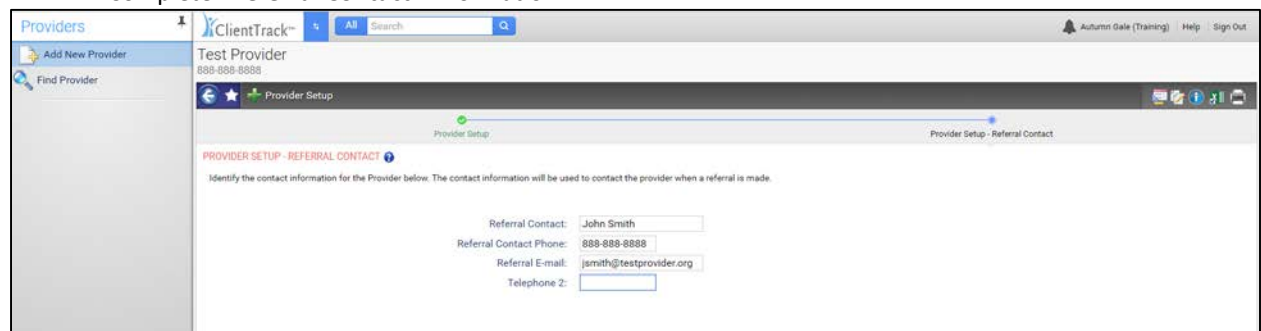 Providers
ClientTrack™
All Search
Autumn Gale (Training) Help Sign Out
Add New Provider
Find Provider
Test Provider
888-888-8888
Provider Setup
Provider Setup
Provider Setup - Referral Contact
PROVIDER SETUP - REFERRAL CONTACT
Identify the contact information for the Provider below. The contact information will be used to contact the provider when a referral is made.
Referral Contact: John Smith
Referral Contact Phone: 888-888-8888
Referral E-mail: jsmith@testprovider.org
Telephone 2: